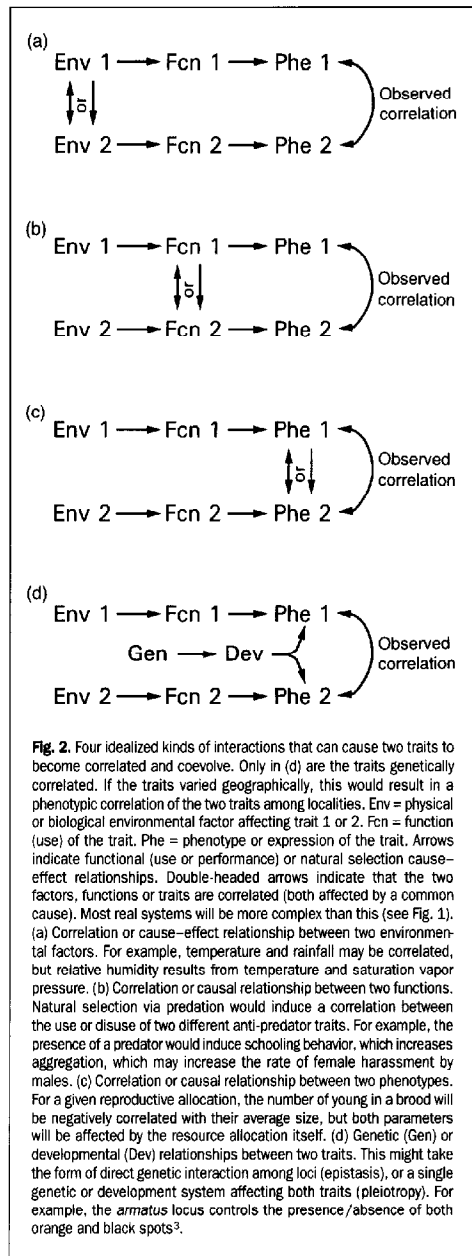 (a)
Env 1 → Fcn 1 → Phe 1
or
Observed
correlation
Env 2 → Fcn 2 → Phe 2
(b)
Env 1 → Fcn 1 → Phe 1
or
Observed
correlation
Env 2 → Fcn 2 → Phe 2
(c)
Env 1 → Fcn 1 → Phe 1
or
Observed
correlation
Env 2 → Fcn 2 → Phe 2
(d)
Env 1 → Fcn 1 → Phe 1
Gen → Dev
Observed
correlation
Env 2 → Fcn 2 → Phe 2
Fig. 2. Four idealized kinds of interactions that can cause two traits to
become correlated and coevolve. Only in (d) are the traits genetically
correlated. If the traits varied geographically, this would result in a
phenotypic correlation of the two traits among localities. Env = physical
or biological environmental factor affecting trait 1 or 2. Fcn = function
(use) of the trait. Phe = phenotype or expression of the trait. Arrows
indicate functional (use or performance) or natural selection cause–
effect relationships. Double-headed arrows indicate that the two
factors, functions or traits are correlated (both affected by a common
cause). Most real systems will be more complex than this (see Fig. 1).
(a) Correlation or cause–effect relationship between two environmen-
tal factors. For example, temperature and rainfall may be correlated,
but relative humidity results from temperature and saturation vapor
pressure. (b) Correlation or causal relationship between two functions.
Natural selection via predation would induce a correlation between
the use or disuse of two different anti-predator traits. For example, the
presence of a predator would induce schooling behavior, which increases
aggregation, which may increase the rate of female harassment by
males. (c) Correlation or causal relationship between two phenotypes.
For a given reproductive allocation, the number of young in a brood will
be negatively correlated with their average size, but both parameters
will be affected by the resource allocation itself. (d) Genetic (Gen) or
developmental (Dev) relationships between two traits. This might take
the form of direct genetic interaction among loci (epistasis), or a single
genetic or development system affecting both traits (pleiotropy). For
example, the armatus locus controls the presence/absence of both
orange and black spots³.